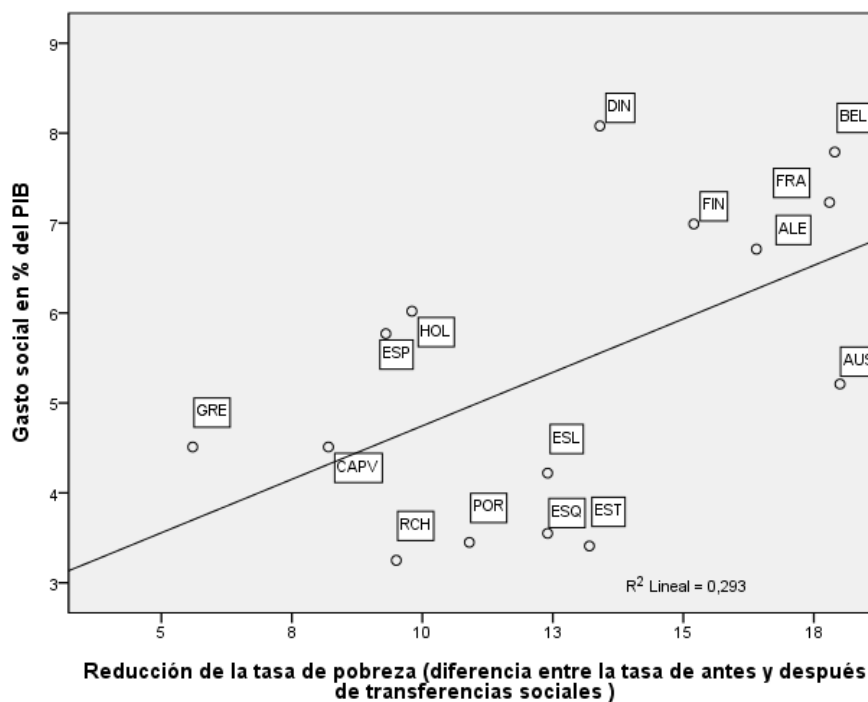 9
8
7
6
5
4
3
Gasto social en % del PIB
DIN
BEL
FRA
FIN
ALE
HOL
ESP
AUS
GRE
ESL
CAPV
POR
ESQ
EST
RCH
R² Lineal = 0,293
5 8 10 13 15 18
Reducción de la tasa de pobreza (diferencia entre la tasa de antes y después
de transferencias sociales )